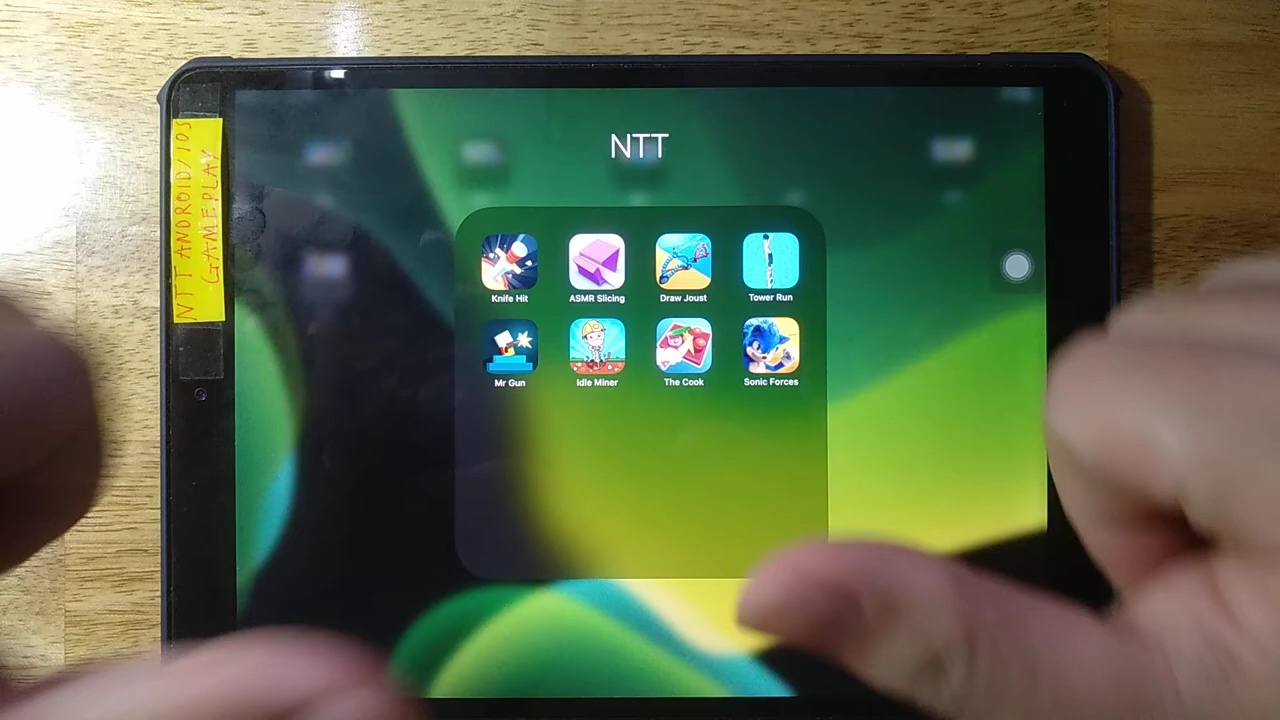 NTT ANDROID/IOS
GAMEPLAY
NTT
Knife Hit
ASMR Slicing
Draw Joust
Tower Run
Mr Gun
Idle Miner
The Cook
Sonic Forces